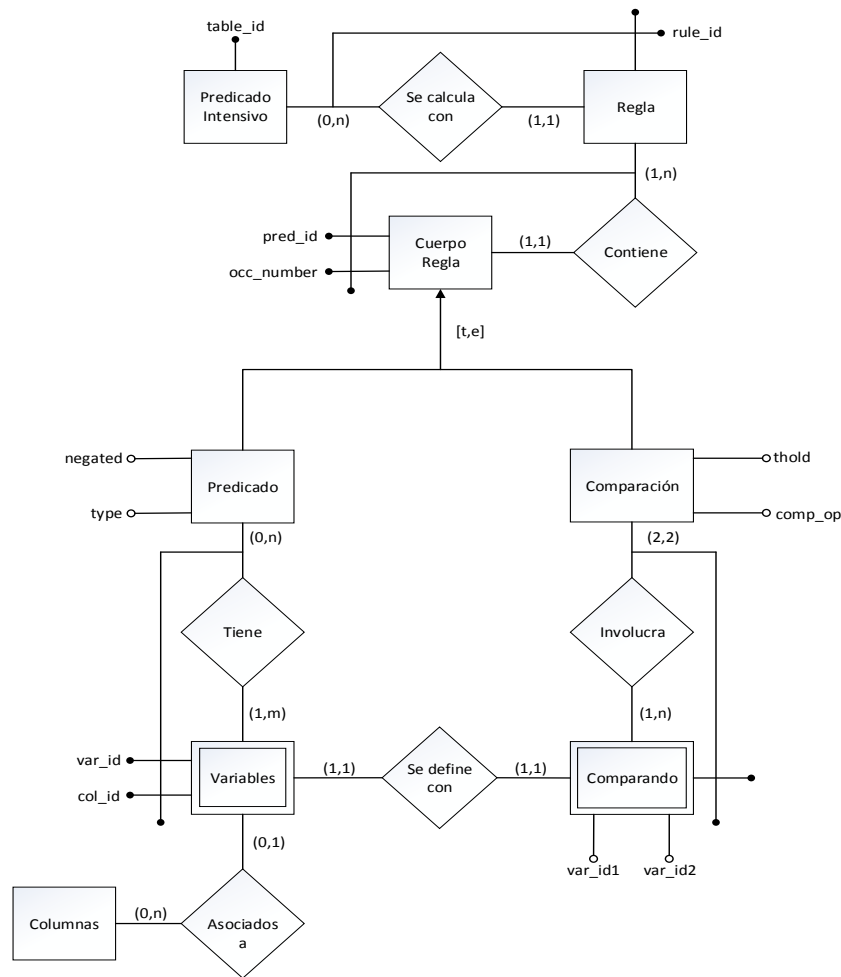 table_id
rule_id
Predicado
Intensivo
Se calcula
con
Regla
(0,n)
(1,1)
(1,n)
pred_id
occ_number
Cuerpo
Regla
(1,1)
Contiene
[t,e]
negated
type
Predicado
Comparación
thold
comp_op
(0,n)
(2,2)
Tiene
Involucra
(1,m)
(1,n)
var_id
col_id
Variables
(1,1)
Se define
con
(1,1)
Comparando
(0,1)
var_id1
var_id2
Columnas
(0,n)
Asociados
a